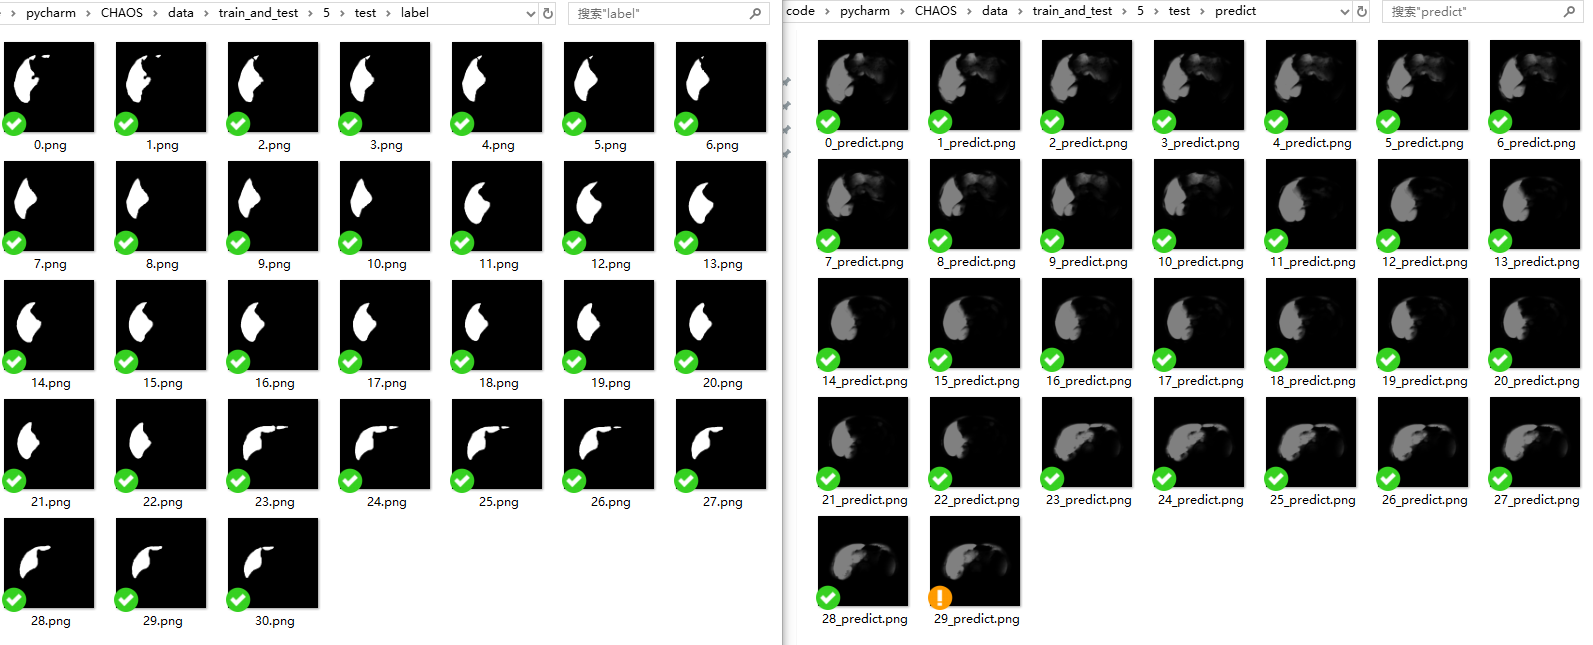 › pycharm › CHAOS › data › train_and_test › 5 › test › label
搜索"label"
0.png 1.png 2.png 3.png 4.png 5.png 6.png
7.png 8.png 9.png 10.png 11.png 12.png 13.png
14.png 15.png 16.png 17.png 18.png 19.png 20.png
21.png 22.png 23.png 24.png 25.png 26.png 27.png
28.png 29.png 30.png
code › pycharm › CHAOS › data › train_and_test › 5 › test › predict
搜索"predict"
0_predict.png 1_predict.png 2_predict.png 3_predict.png 4_predict.png 5_predict.png 6_predict.png
7_predict.png 8_predict.png 9_predict.png 10_predict.png 11_predict.png 12_predict.png 13_predict.png
14_predict.png 15_predict.png 16_predict.png 17_predict.png 18_predict.png 19_predict.png 20_predict.png
21_predict.png 22_predict.png 23_predict.png 24_predict.png 25_predict.png 26_predict.png 27_predict.png
28_predict.png 29_predict.png